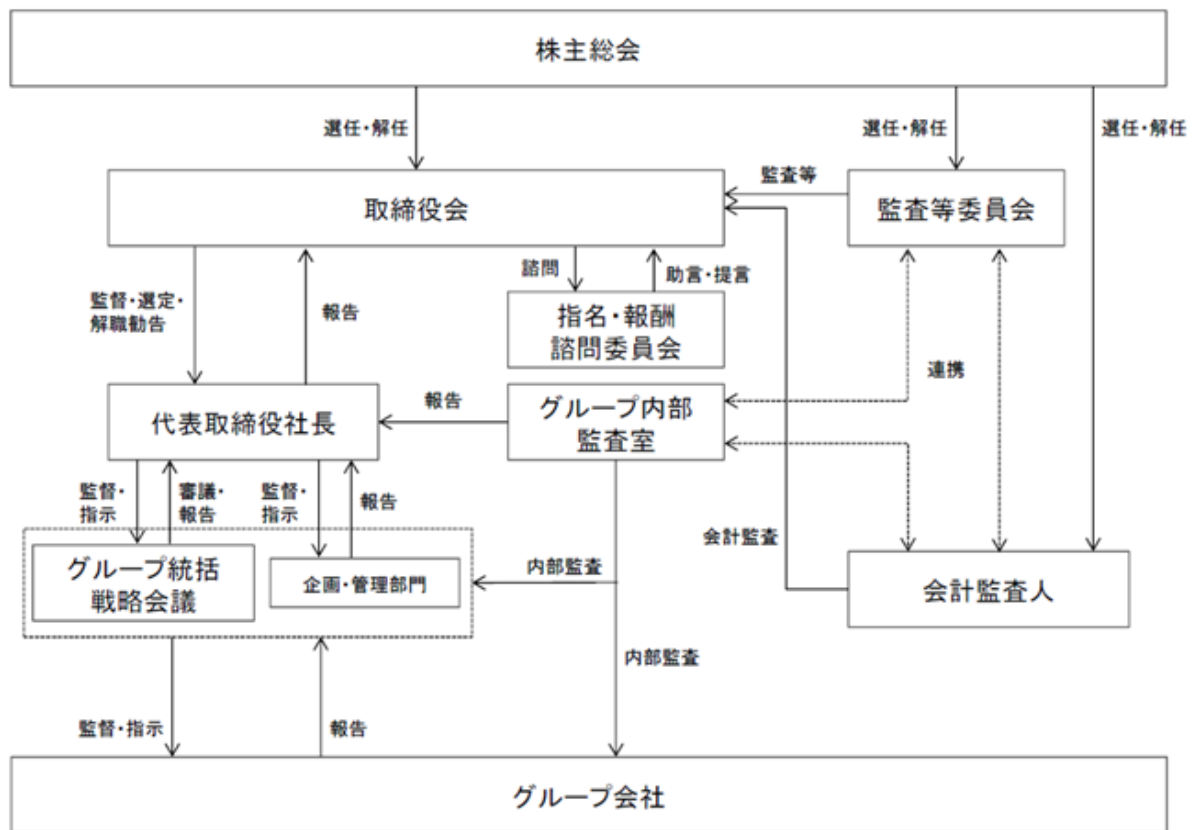 株主総会
選任・解任
選任・解任
選任・解任
監査等
取締役会
監査等委員会
諮問
助言・提言
監督・選定・
解職勧告
報告
指名・報酬
諮問委員会
連携
代表取締役社長
報告
グループ内部
監査室
監督・
指示
審議・
報告
監督・
指示
報告
会計監査
グループ統括
戦略会議
企画・管理部門
内部監査
会計監査人
内部監査
監督・指示
報告
グループ会社